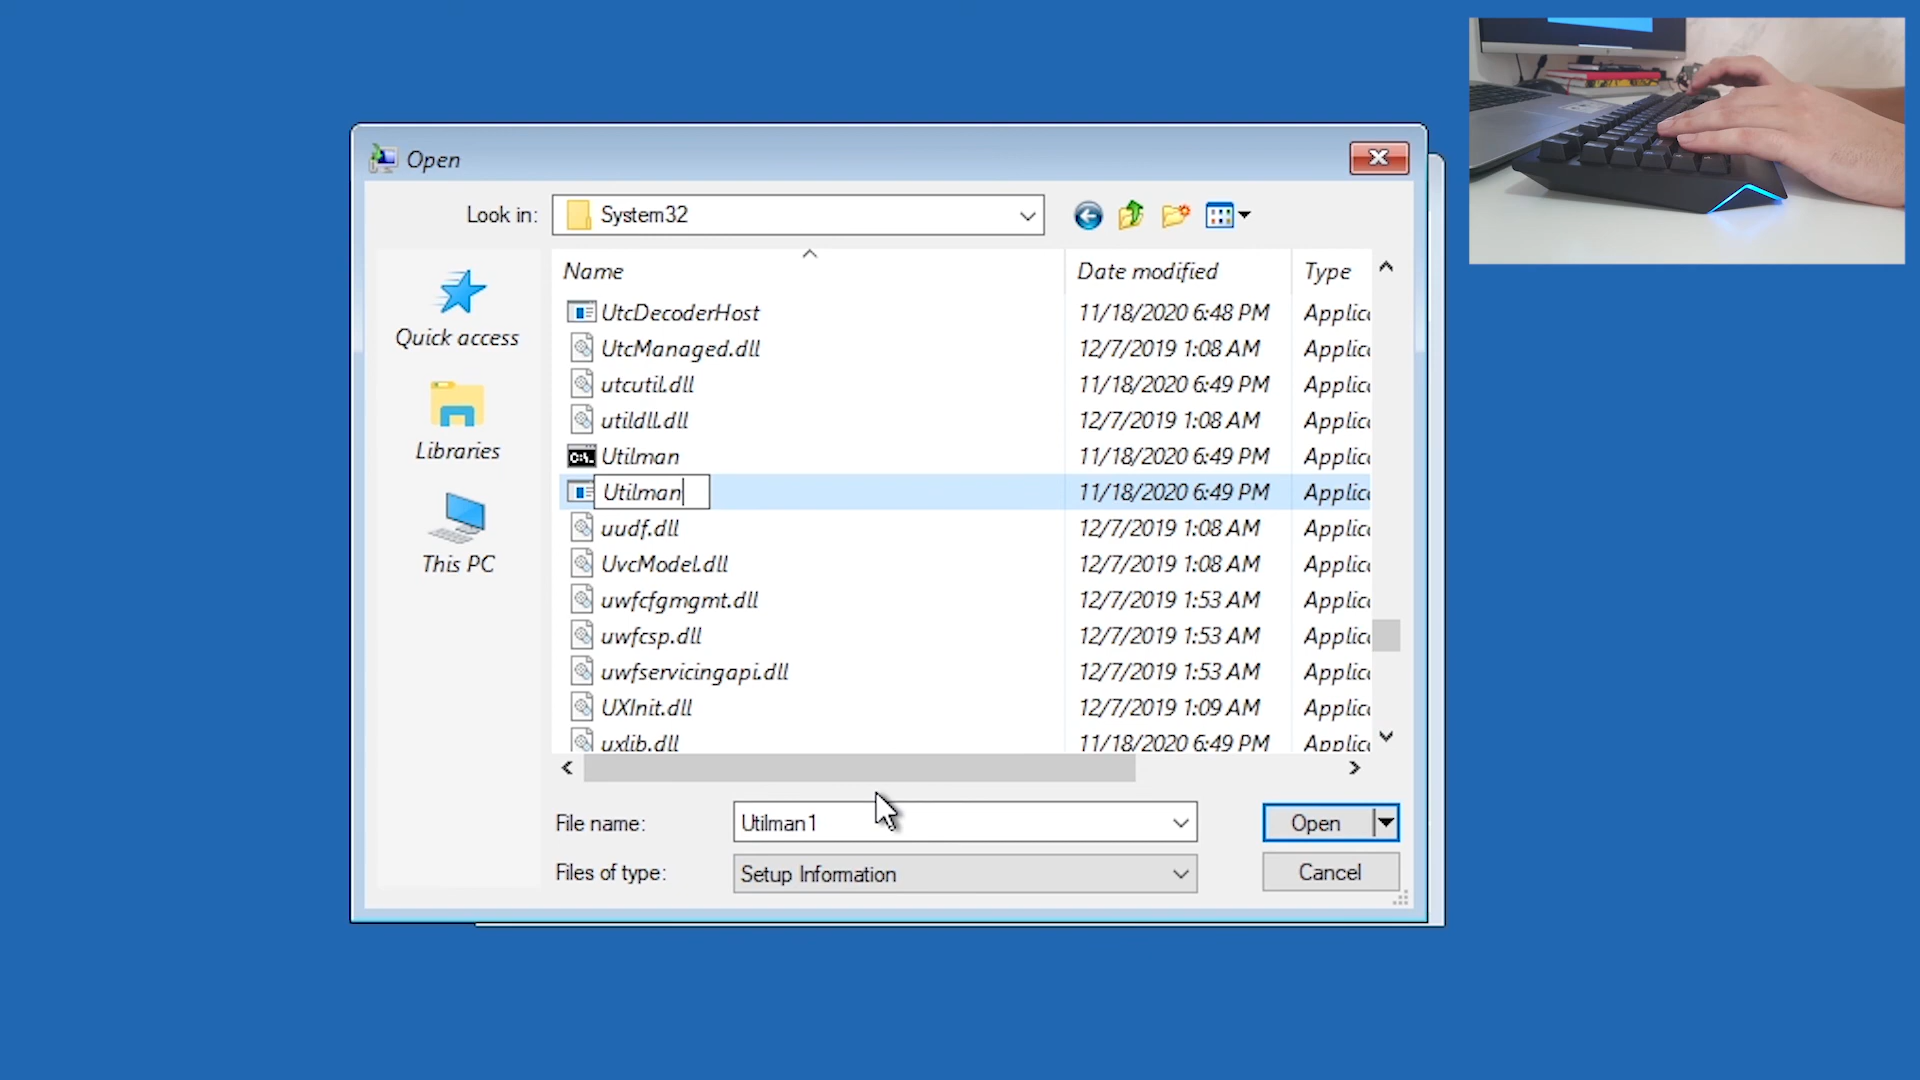 Open
Look in: System32
Name Date modified Type
UtcDecoderHost 11/18/2020 6:48 PM Applic
UtcManaged.dll 12/7/2019 1:08 AM Applic
utcutil.dll 11/18/2020 6:49 PM Applic
utildll.dll 12/7/2019 1:08 AM Applic
C:\. Utilman 11/18/2020 6:49 PM Applic
Utilman 11/18/2020 6:49 PM Applic
uudf.dll 12/7/2019 1:08 AM Applic
UvcModel.dll 12/7/2019 1:08 AM Applic
uwfcfgmgmt.dll 12/7/2019 1:53 AM Applic
uwfcsp.dll 12/7/2019 1:53 AM Applic
uwfservicingapi.dll 12/7/2019 1:53 AM Applic
UXInit.dll 12/7/2019 1:09 AM Applic
uxlib.dll 11/18/2020 6:49 PM Applic
Quick access
Libraries
This PC
File name: Utilman1 Open
Files of type: Setup Information Cancel